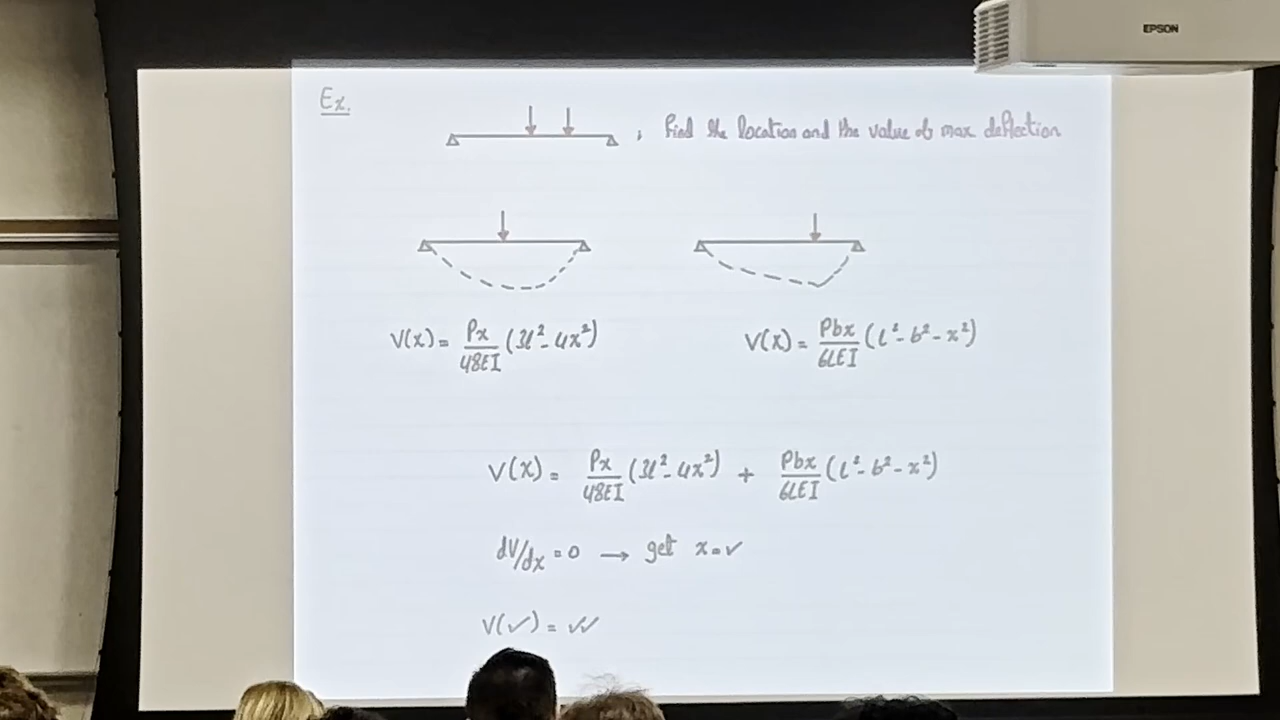 EPSON
Ex.
, find the location and the value of max deflection
V(x) = Px/48EI (3l² - 4x²)
V(x) = Pbx/6LEI (l² - b² - x²)
V(x) = Px/48EI (3l² - 4x²) + Pbx/6LEI (l² - b² - x²)
dV/dx = 0 → get x = ✓
V(✓) = ✓✓